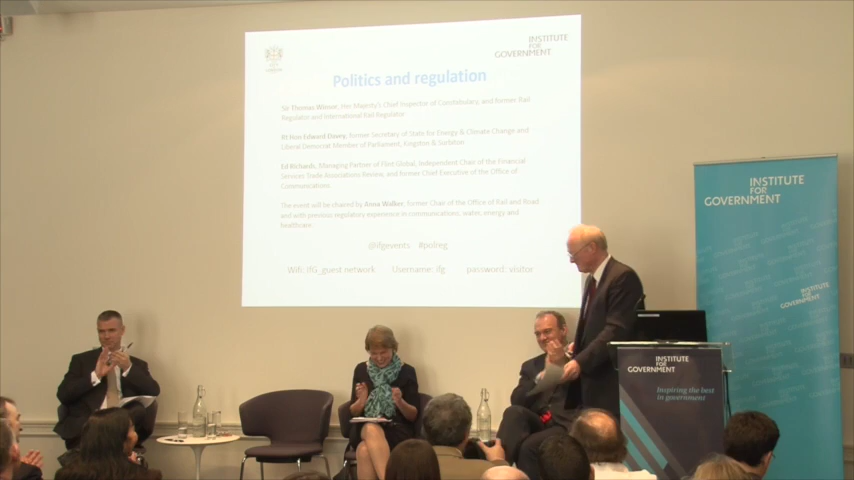 INSTITUTE
FOR
GOVERNMENT
Politics and regulation
Sir Thomas Winsor, Her Majesty's Chief Inspector of Constabulary, and former Rail
Regulator and International Rail Regulator
Rt Hon Edward Davey, former Secretary of State for Energy & Climate Change and
Liberal Democrat Member of Parliament, Kingston & Surbiton
Ed Richards, Managing Partner of Flint Global, Independent Chair of the Financial
Services Trade Associations Review, and former Chief Executive of the Office of
Communications.
The event will be chaired by Anna Walker, former Chair of the Office of Rail and Road
and with previous regulatory experience in communications, water, energy and
healthcare
@ifgevents #polreg
Wifi: IfG_guest network Username: ifg password: visitor
INSTITUTE
FOR
GOVERNMENT
INSTITUTE
FOR
GOVERNMENT
INSTITUTE
FOR
GOVERNMENT
Inspiring the best
in government